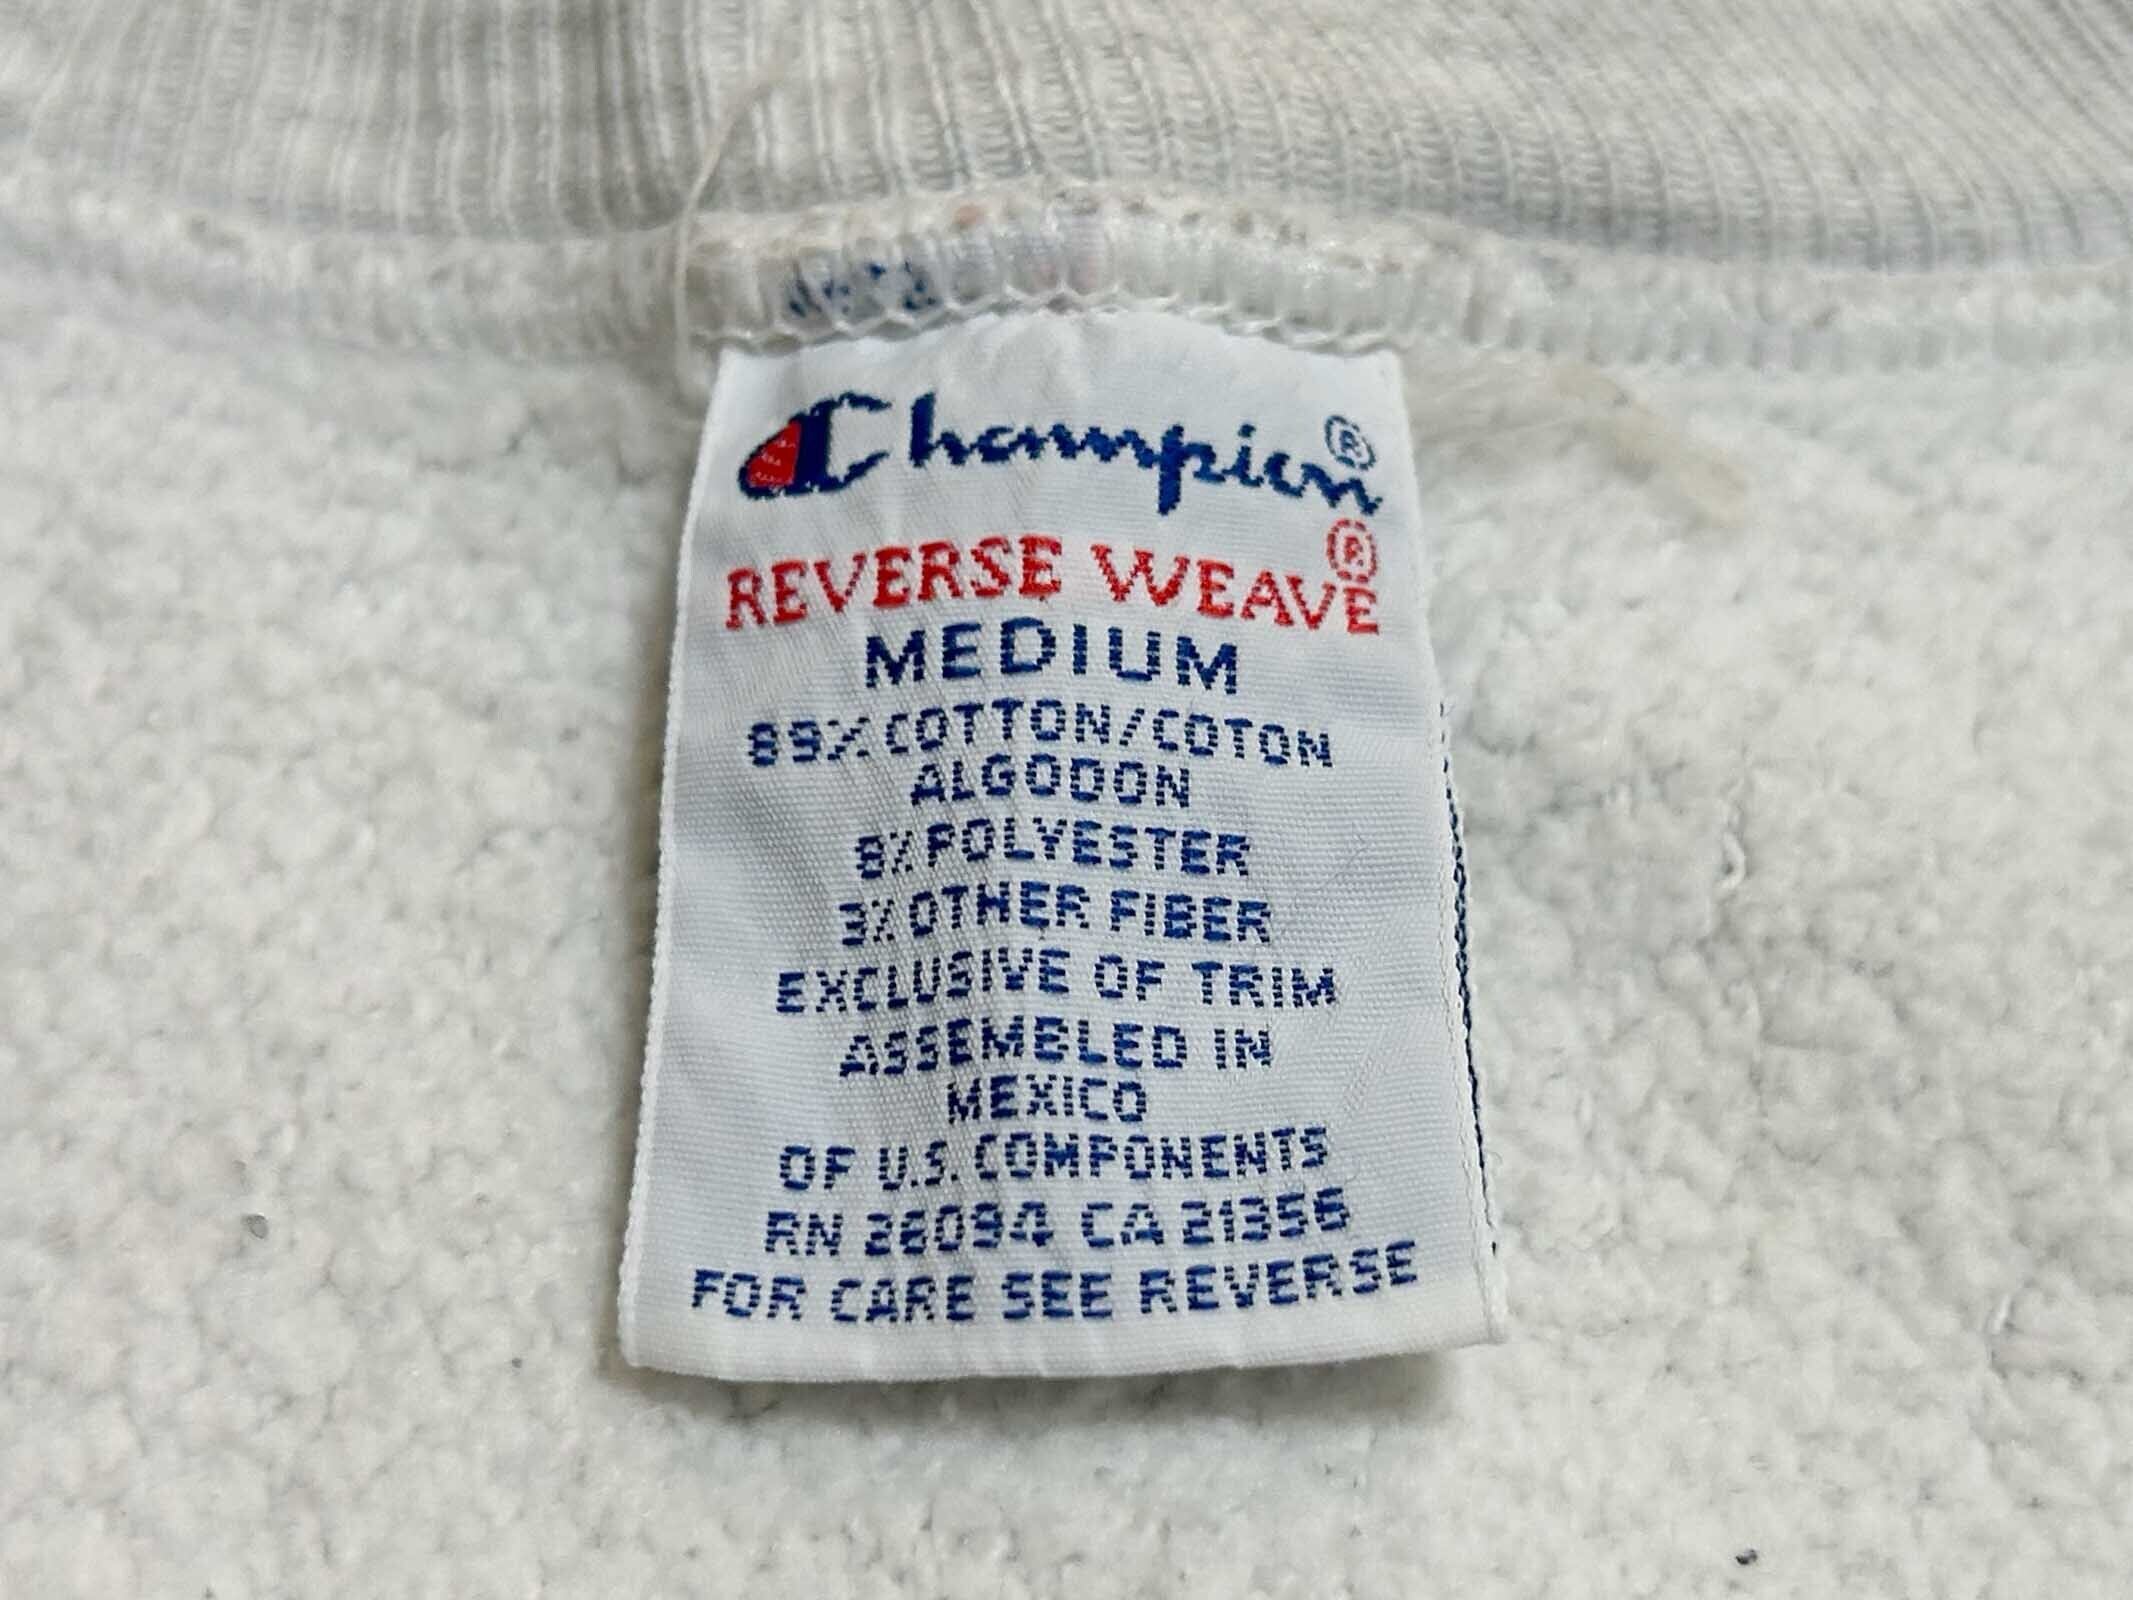 Champion®
REVERSE WEAVE®
MEDIUM
89% COTTON/COTON
ALGODON
8% POLYESTER
3% OTHER FIBER
EXCLUSIVE OF TRIM
ASSEMBLED IN
MEXICO
OF U.S. COMPONENTS
RN 26094 CA 21356
FOR CARE SEE REVERSE